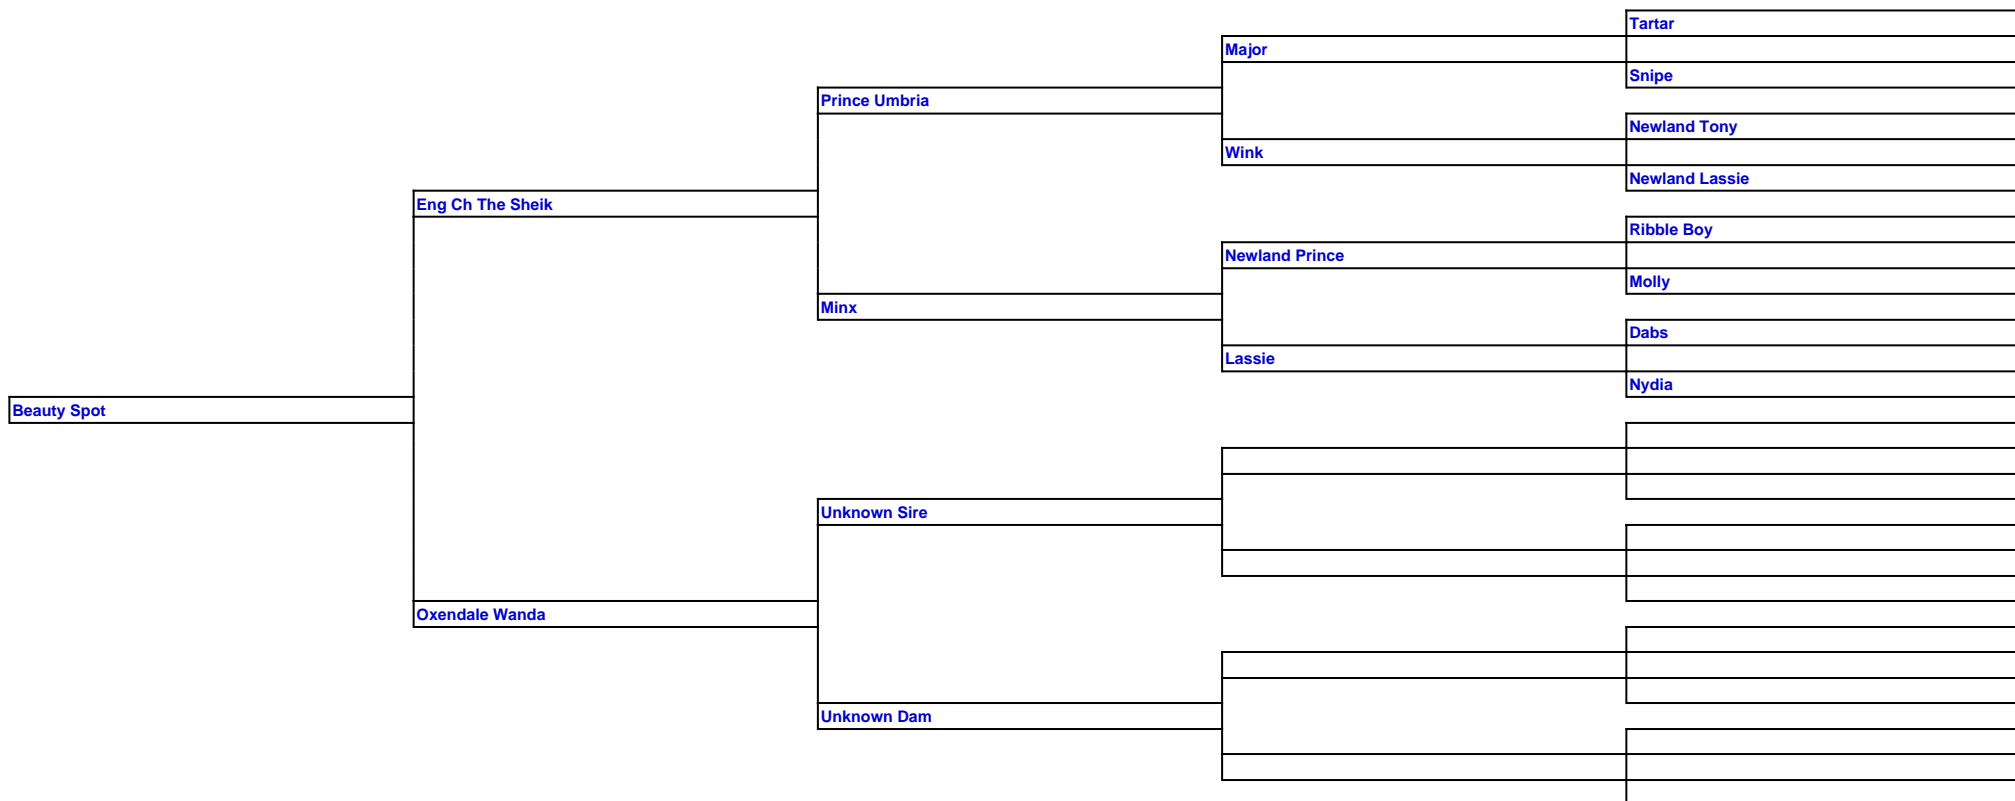 Tartar
Major
Snipe
Prince Umbria
Newland Tony
Wink
Newland Lassie
Eng Ch The Sheik
Ribble Boy
Newland Prince
Molly
Minx
Dabs
Lassie
Nydia
Beauty Spot
Unknown Sire
Oxendale Wanda
Unknown Dam